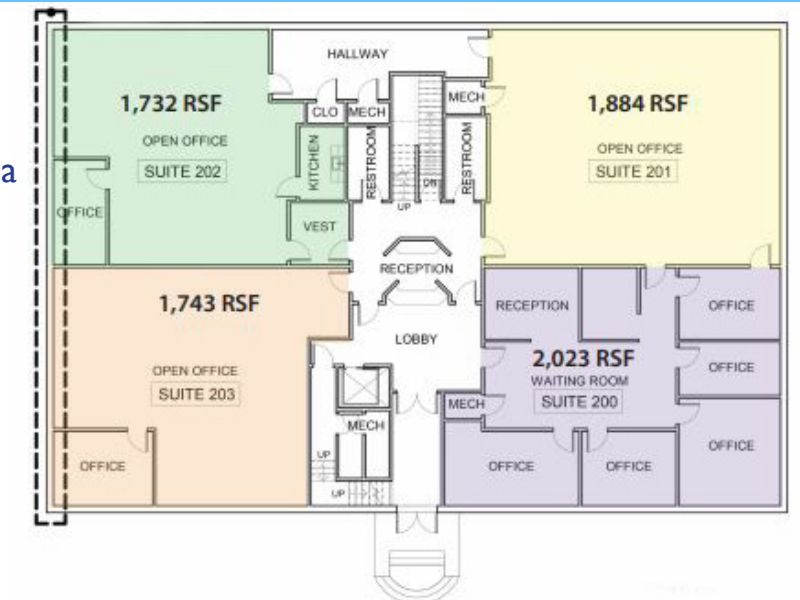 HALLWAY
1,732 RSF
OPEN OFFICE
SUITE 202
OFFICE
CLO
MECH
KITCHEN
RESTROOM
VEST
MECH
RESTROOM
DN
UP
1,884 RSF
OPEN OFFICE
SUITE 201
a
RECEPTION
LOBBY
1,743 RSF
OPEN OFFICE
SUITE 203
OFFICE
MECH
UP
UP
RECEPTION
OFFICE
2,023 RSF
WAITING ROOM
SUITE 200
OFFICE
MECH
OFFICE
OFFICE
OFFICE